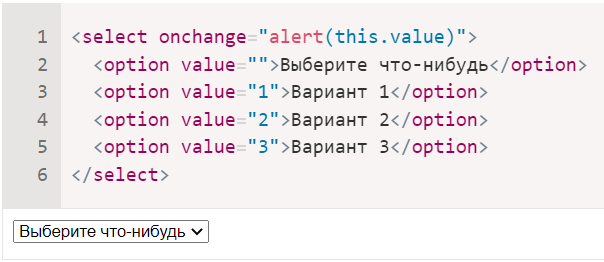 1 <select onchange="alert(this.value)">
2   <option value="">Выберите что-нибудь</option>
3   <option value="1">Вариант 1</option>
4   <option value="2">Вариант 2</option>
5   <option value="3">Вариант 3</option>
6 </select>
Выберите что-нибудь